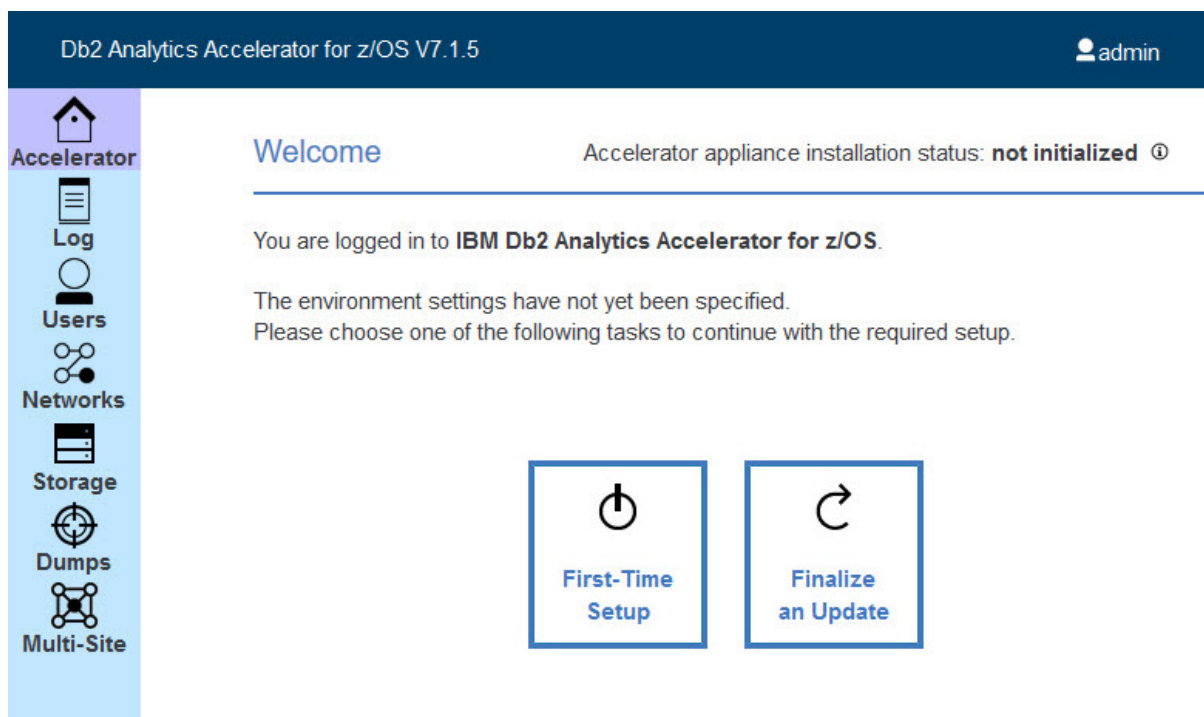 Db2 Analytics Accelerator for z/OS V7.1.5
admin
Accelerator
Log
Users
Networks
Storage
Dumps
Multi-Site
Welcome
Accelerator appliance installation status: not initialized
You are logged in to IBM Db2 Analytics Accelerator for z/OS.
The environment settings have not yet been specified.
Please choose one of the following tasks to continue with the required setup.
First-Time
Setup
Finalize
an Update